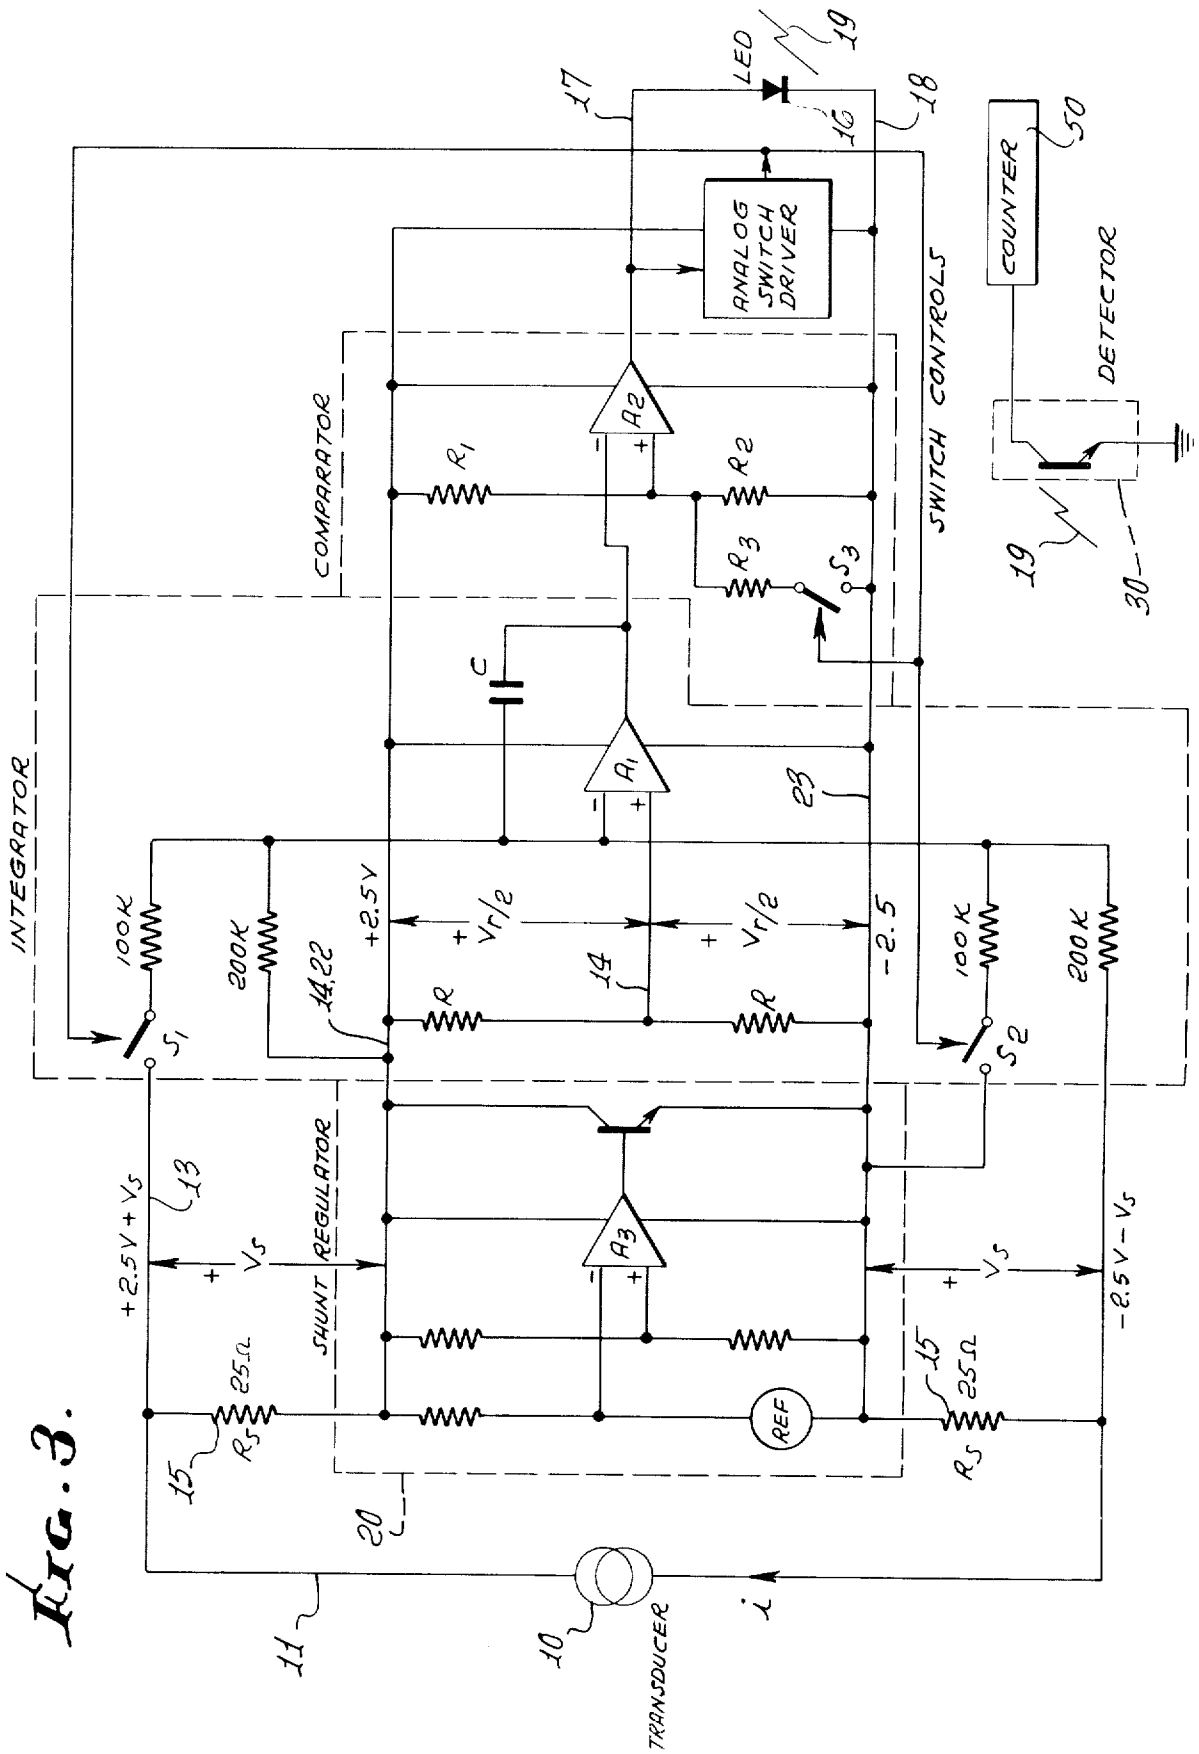 FIG. 3.
INTEGRATOR
COMPARATOR
SHUNT REGULATOR
SWITCH CONTROLS
DETECTOR
COUNTER
50
TRANSDUCER
10
11
i
15
RS
25Ω
+2.5V + VS
13
+ VS
20
REF
A3
-
+
15
RS
25Ω
+ VS
-2.5V - VS
S1
100K
200K
14,22
+2.5V
R
R
14
+ Vr/2
+ Vr/2
-2.5
23
S2
100K
200K
A1
-
+
C
R1
R2
R3
S3
A2
-
+
ANALOG
SWITCH
DRIVER
17
LED
16
18
19
19
30